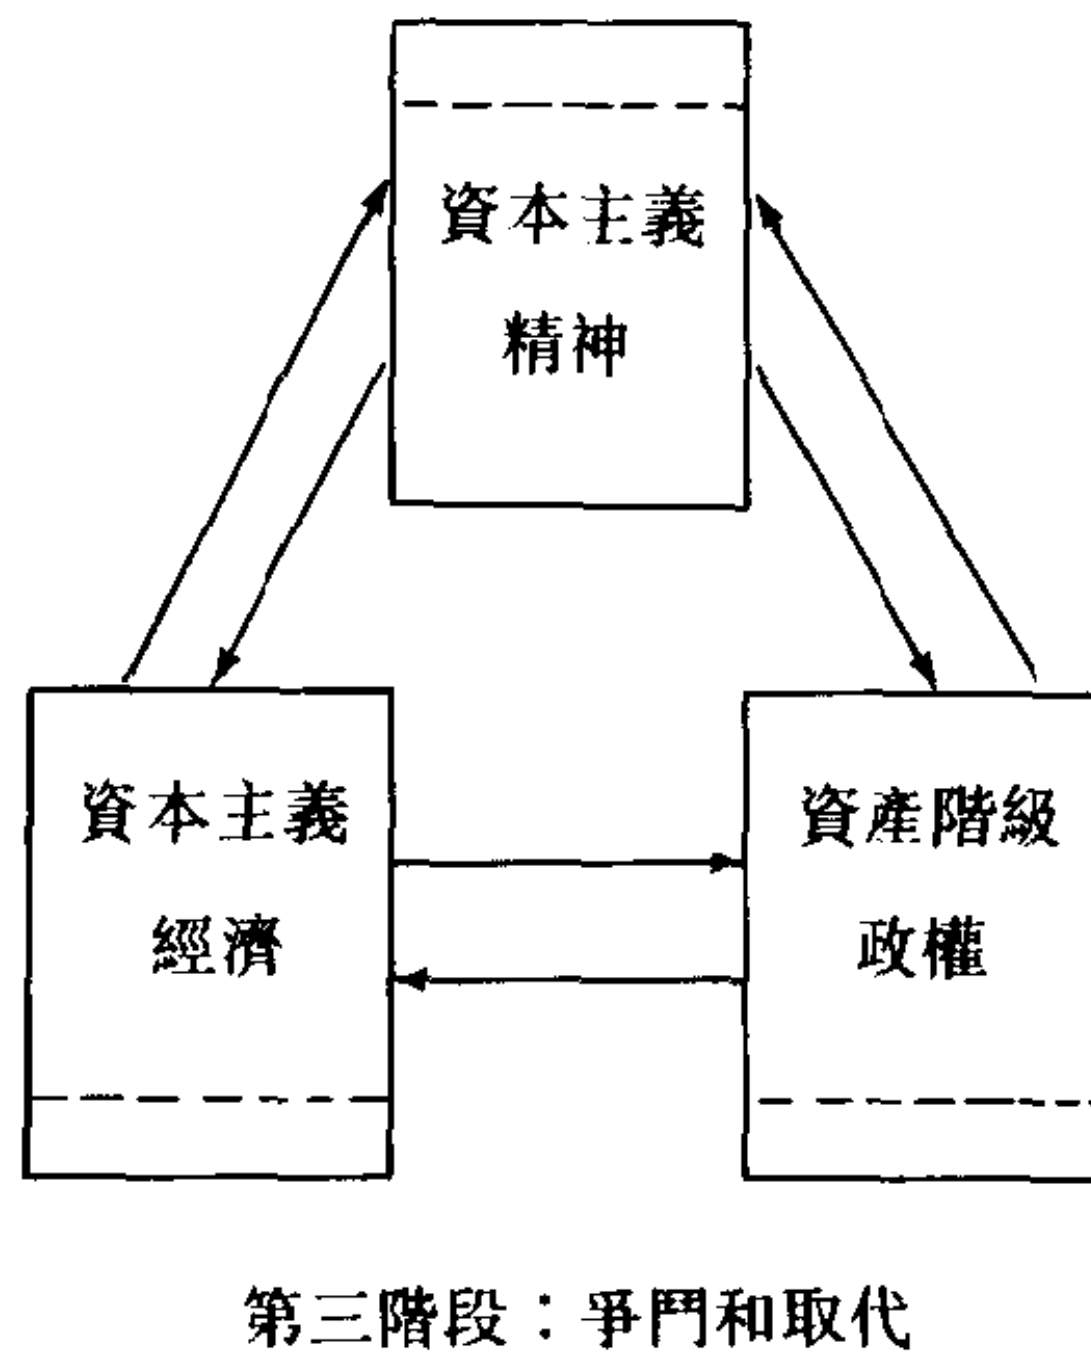 資本主義
精神
資本主義
經濟
資產階級
政權
第三階段：爭鬥和取代